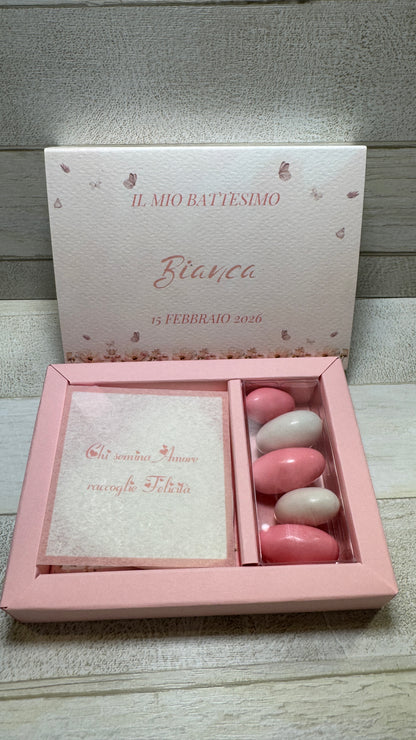 IL MIO BATTESIMO
Bianca
15 FEBBRAIO 2026
Chi semina Amore
raccoglie Felicità